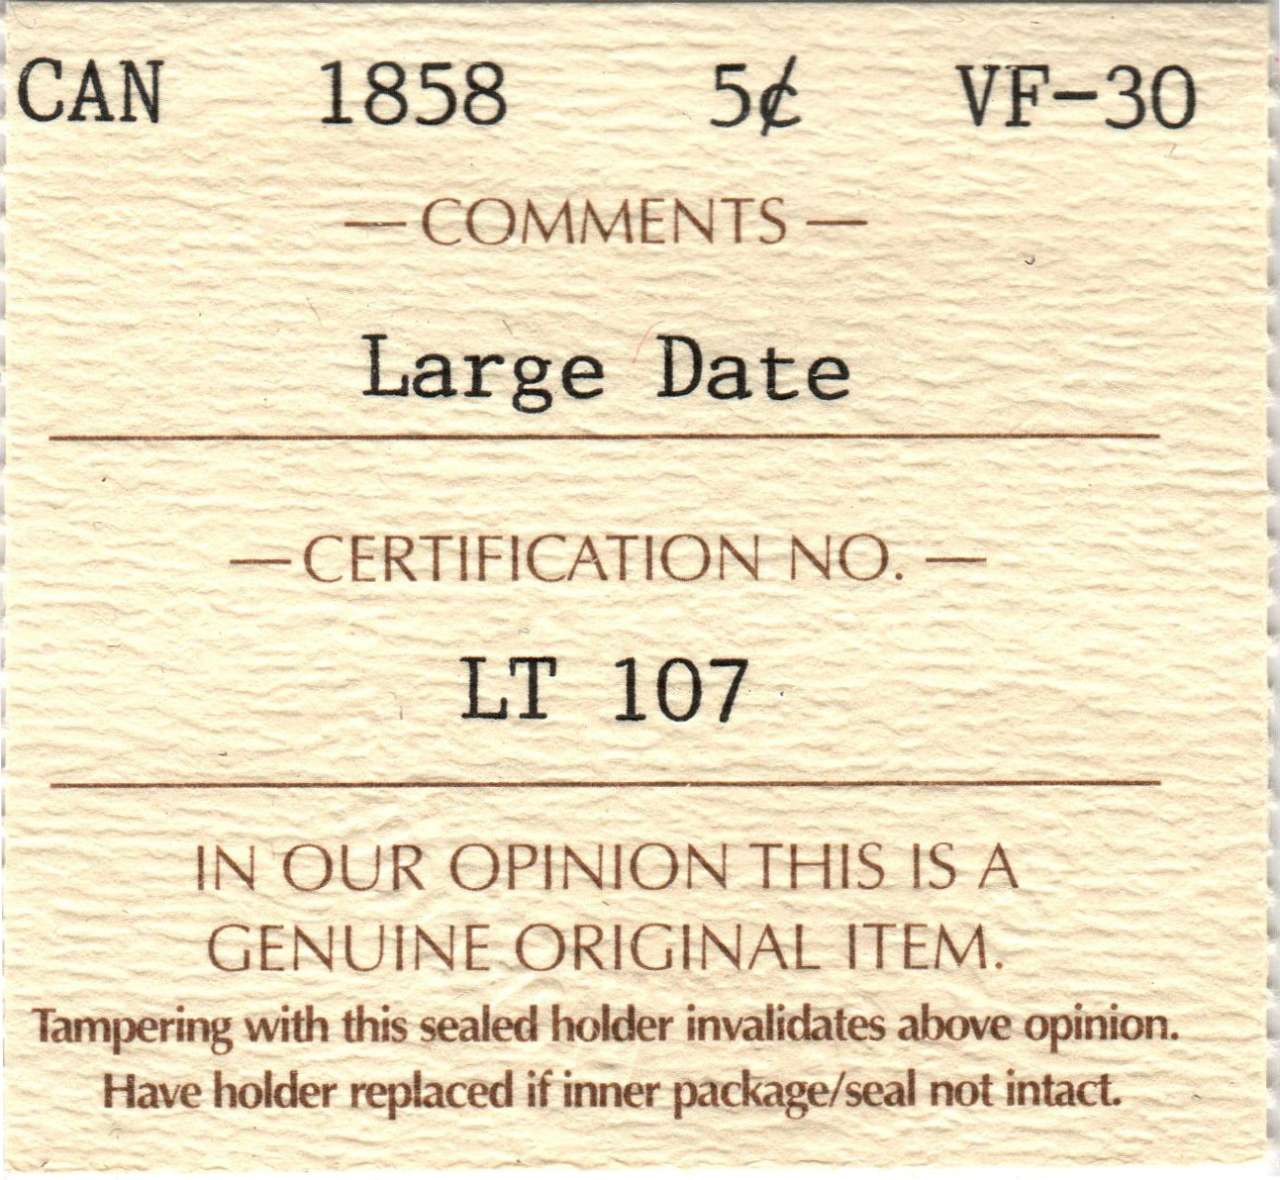 CAN 1858 5¢ VF-30
— COMMENTS —
Large Date
— CERTIFICATION NO. —
LT 107
IN OUR OPINION THIS IS A
GENUINE ORIGINAL ITEM.
Tampering with this sealed holder invalidates above opinion.
Have holder replaced if inner package/seal not intact.